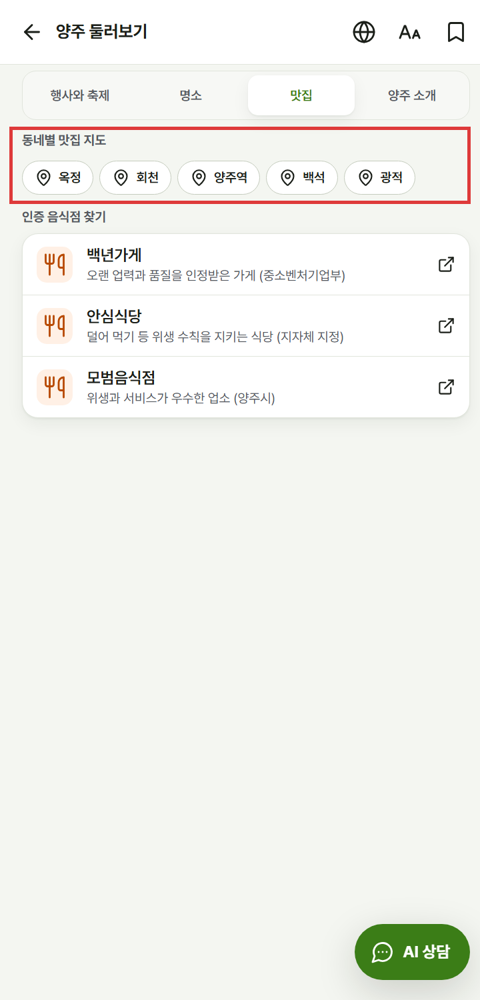 양주 둘러보기
AA
행사와 축제 명소 맛집 양주 소개
동네별 맛집 지도
옥정 회천 양주역 백석 광적
인증 음식점 찾기
백년가게
오랜 업력과 품질을 인정받은 가게 (중소벤처기업부)
안심식당
덜어 먹기 등 위생 수칙을 지키는 식당 (지자체 지정)
모범음식점
위생과 서비스가 우수한 업소 (양주시)
AI 상담